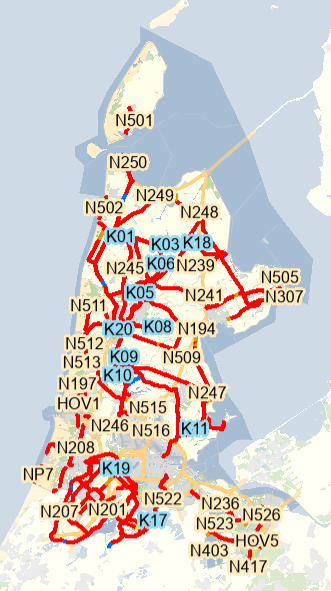 N501
N250
N249
N502
N248
K01
K03 K18
K06
N245
N239
N505
K05
N241
N307
N511
K20 K08
N194
N512
N509
N513
K09
K10
N197
N247
HOV1
N515
N246
N516
K11
N208
K19
NP7
N522
N207
N201
N236
K17
N523
N526
N403
HOV5
N417